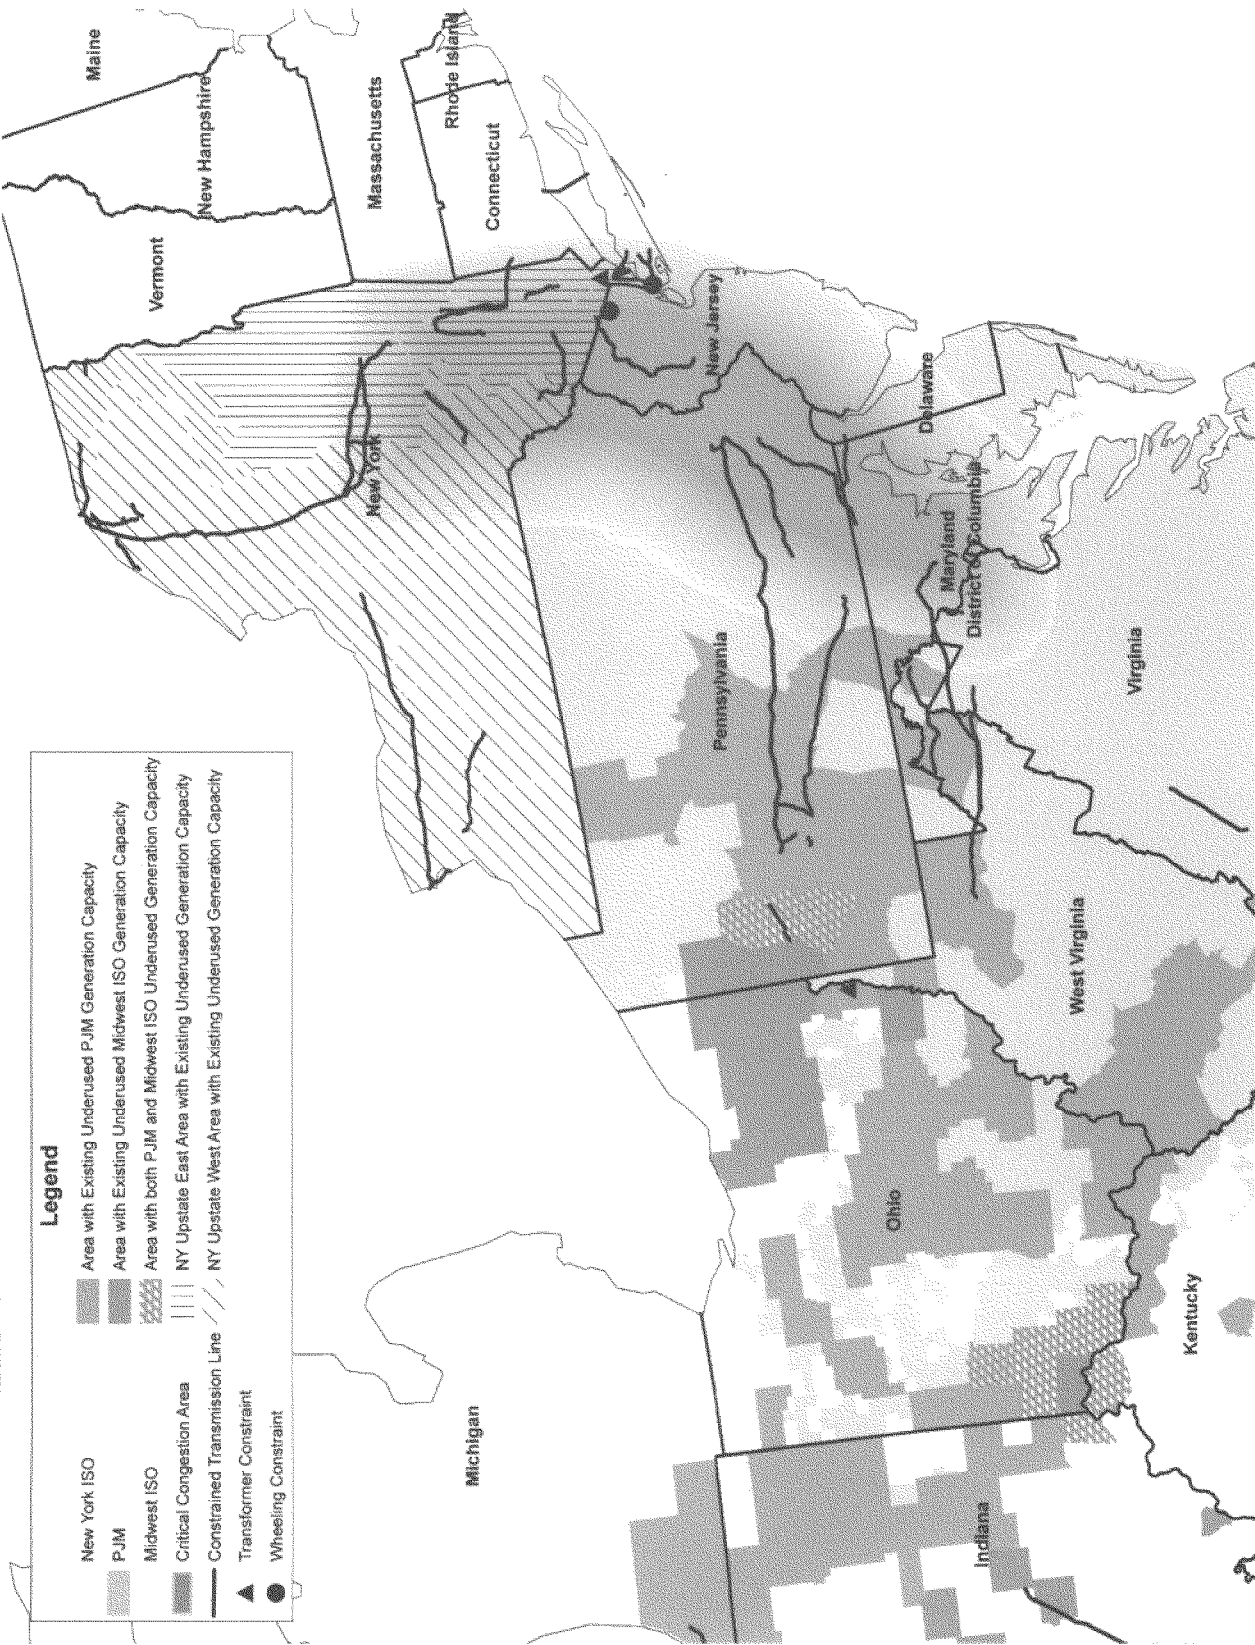 Legend
New York ISO
PJM
Midwest ISO
Critical Congestion Area
Constrained Transmission Line
Transformer Constraint
Wheeling Constraint
Area with Existing Underused PJM Generation Capacity
Area with Existing Underused Midwest ISO Generation Capacity
Area with both PJM and Midwest ISO Underused Generation Capacity
NY Upstate East Area with Existing Underused Generation Capacity
NY Upstate West Area with Existing Underused Generation Capacity
Maine
Vermont
New Hampshire
Massachusetts
Rhode Island
Connecticut
New York
Michigan
New Jersey
Pennsylvania
Delaware
Maryland
District of Columbia
Ohio
Indiana
West Virginia
Virginia
Kentucky